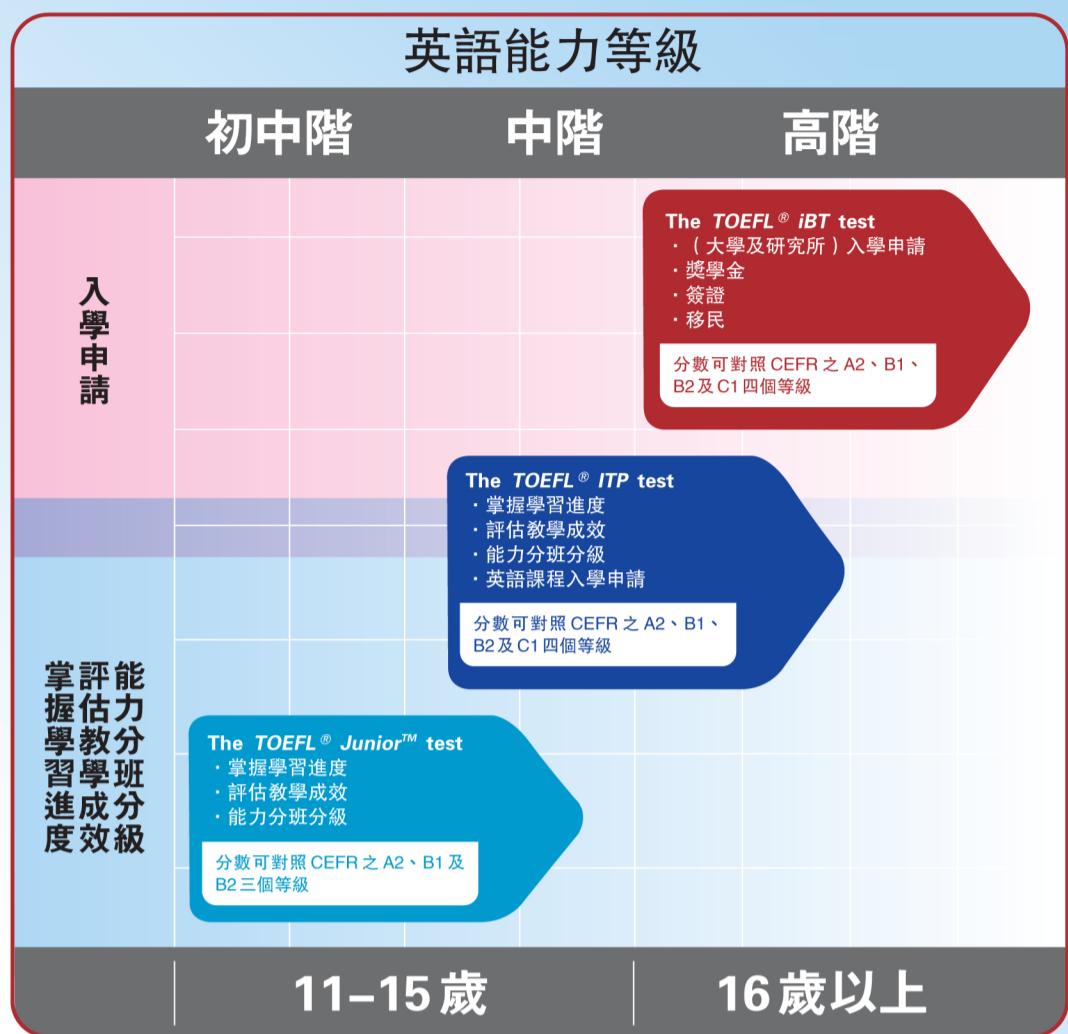 英語能力等級
初中階
中階
高階
入學申請
The TOEFL® iBT test
・（大學及研究所）入學申請
・獎學金
・簽證
・移民
分數可對照 CEFR 之 A2、B1、
B2 及 C1 四個等級
The TOEFL® ITP test
・掌握學習進度
・評估教學成效
・能力分班分級
・英語課程入學申請
分數可對照 CEFR 之 A2、B1、
B2 及 C1 四個等級
能力分班分級
評估教學成效
掌握學習進度
The TOEFL® Junior™ test
・掌握學習進度
・評估教學成效
・能力分班分級
分數可對照 CEFR 之 A2、B1 及
B2 三個等級
11–15 歲
16 歲以上